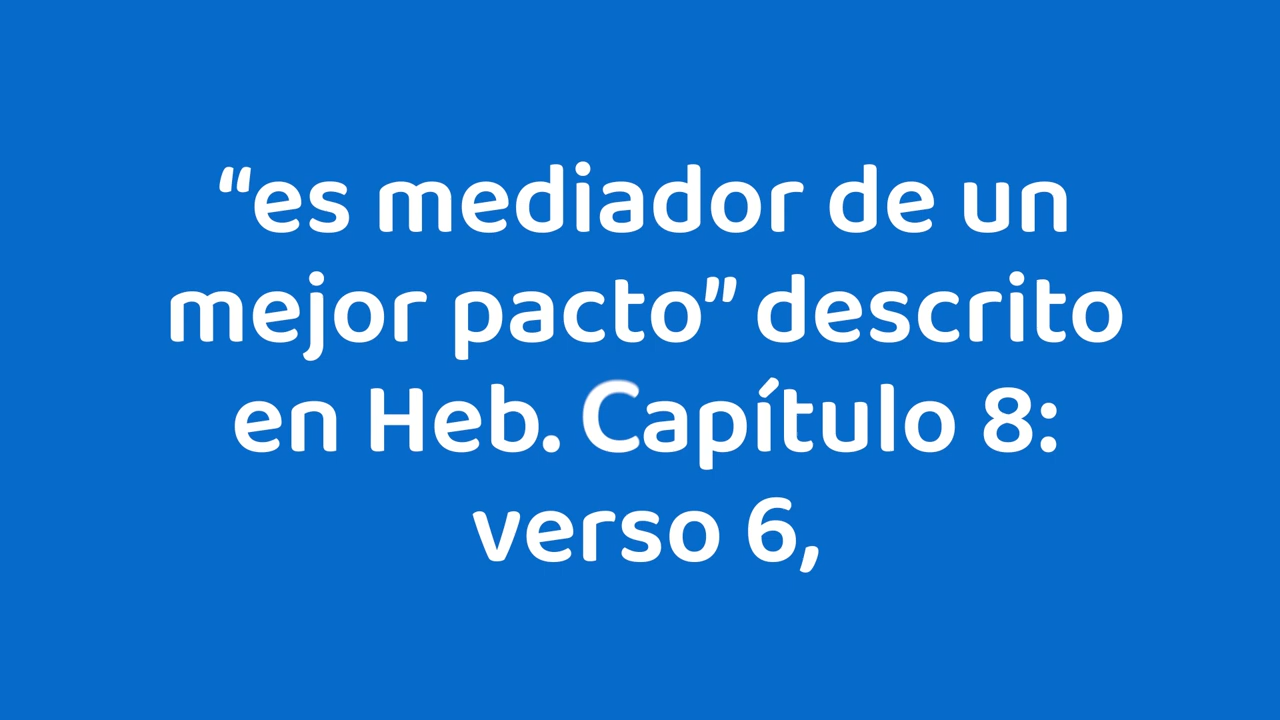 “es mediador de un
mejor pacto” descrito
en Heb. Capítulo 8:
verso 6,